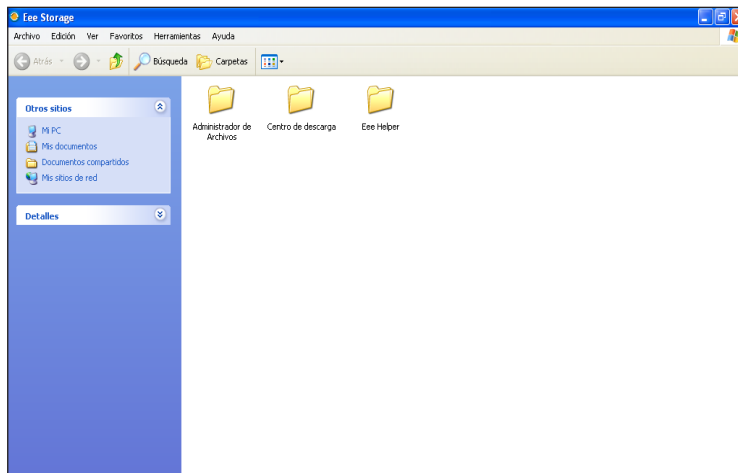 Eee Storage
Archivo Edición Ver Favoritos Herramientas Ayuda
Atrás Búsqueda Carpetas
Otros sitios
Mi PC
Mis documentos
Documentos compartidos
Mis sitios de red
Detalles
Administrador de
Archivos
Centro de descarga
Eee Helper